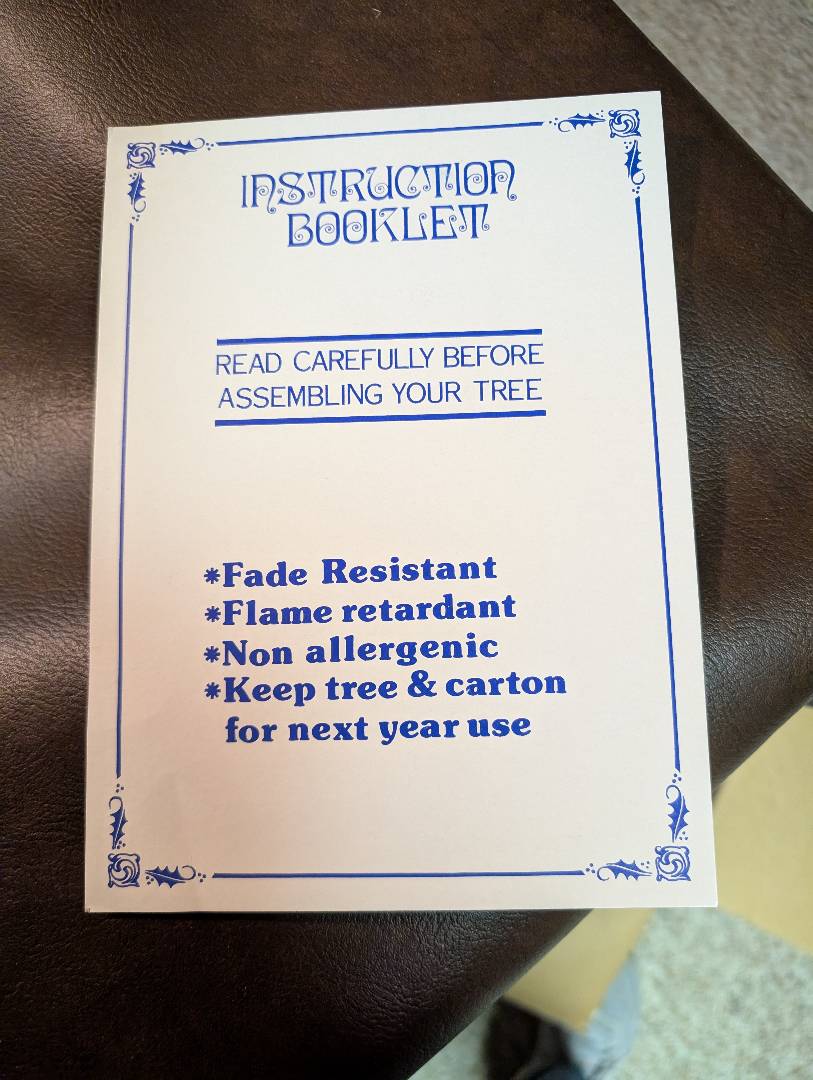 INSTRUCTION
BOOKLET
READ CAREFULLY BEFORE
ASSEMBLING YOUR TREE
*Fade Resistant
*Flame retardant
*Non allergenic
*Keep tree & carton
for next year use